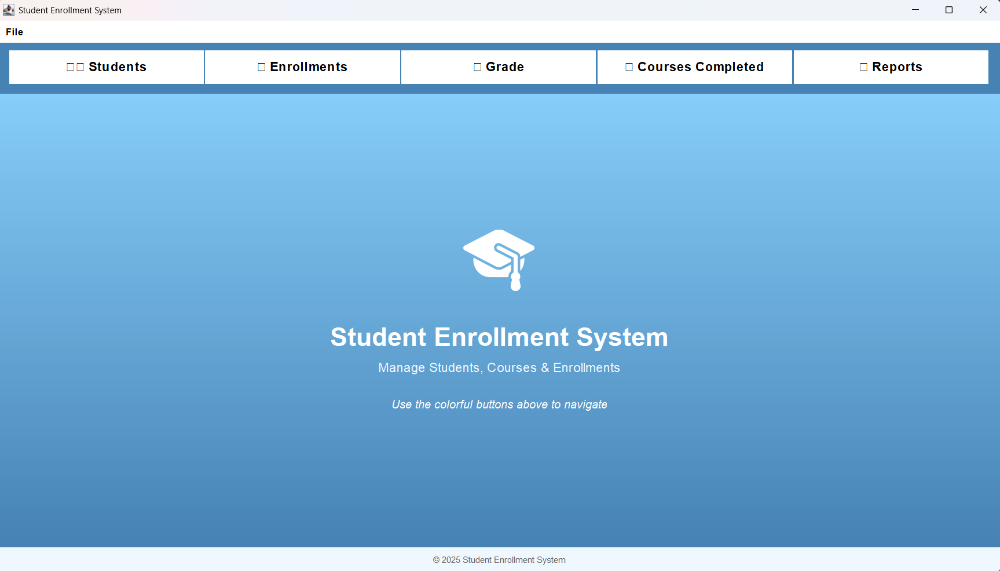 Student Enrollment System
File
Students
Enrollments
Grade
Courses Completed
Reports
Student Enrollment System
Manage Students, Courses & Enrollments
Use the colorful buttons above to navigate
© 2025 Student Enrollment System